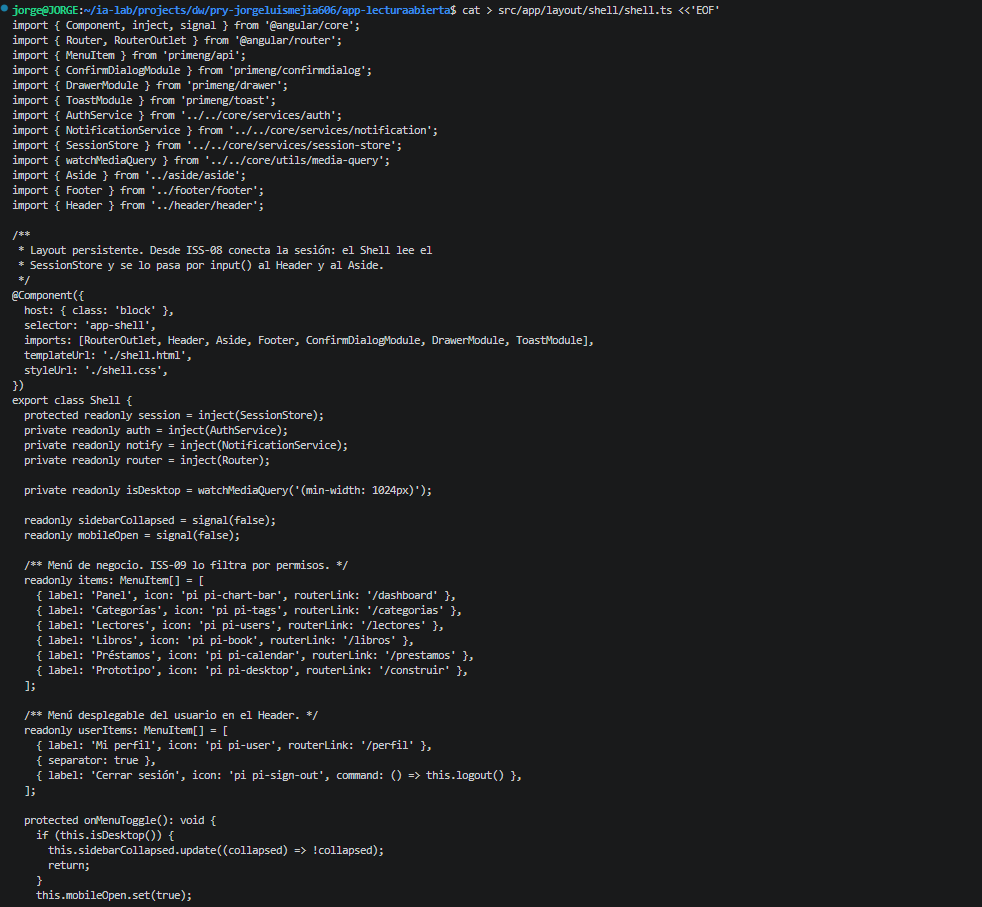 jorge@JORGE:~/ia-lab/projects/dw/pry-jorgeluismejia606/app-lecturaabierta$ cat > src/app/layout/shell/shell.ts <<'EOF'
import { Component, inject, signal } from '@angular/core';
import { Router, RouterOutlet } from '@angular/router';
import { MenuItem } from 'primeng/api';
import { ConfirmDialogModule } from 'primeng/confirmdialog';
import { DrawerModule } from 'primeng/drawer';
import { ToastModule } from 'primeng/toast';
import { AuthService } from '../../core/services/auth';
import { NotificationService } from '../../core/services/notification';
import { SessionStore } from '../../core/services/session-store';
import { watchMediaQuery } from '../../core/utils/media-query';
import { Aside } from '../aside/aside';
import { Footer } from '../footer/footer';
import { Header } from '../header/header';

/**
 * Layout persistente. Desde ISS-08 conecta la sesión: el Shell lee el
 * SessionStore y se lo pasa por input() al Header y al Aside.
 */
@Component({
  host: { class: 'block' },
  selector: 'app-shell',
  imports: [RouterOutlet, Header, Aside, Footer, ConfirmDialogModule, DrawerModule, ToastModule],
  templateUrl: './shell.html',
  styleUrl: './shell.css',
})
export class Shell {
  protected readonly session = inject(SessionStore);
  private readonly auth = inject(AuthService);
  private readonly notify = inject(NotificationService);
  private readonly router = inject(Router);

  private readonly isDesktop = watchMediaQuery('(min-width: 1024px)');

  readonly sidebarCollapsed = signal(false);
  readonly mobileOpen = signal(false);

  /** Menú de negocio. ISS-09 lo filtra por permisos. */
  readonly items: MenuItem[] = [
    { label: 'Panel', icon: 'pi pi-chart-bar', routerLink: '/dashboard' },
    { label: 'Categorías', icon: 'pi pi-tags', routerLink: '/categorias' },
    { label: 'Lectores', icon: 'pi pi-users', routerLink: '/lectores' },
    { label: 'Libros', icon: 'pi pi-book', routerLink: '/libros' },
    { label: 'Préstamos', icon: 'pi pi-calendar', routerLink: '/prestamos' },
    { label: 'Prototipo', icon: 'pi pi-desktop', routerLink: '/construir' },
  ];

  /** Menú desplegable del usuario en el Header. */
  readonly userItems: MenuItem[] = [
    { label: 'Mi perfil', icon: 'pi pi-user', routerLink: '/perfil' },
    { separator: true },
    { label: 'Cerrar sesión', icon: 'pi pi-sign-out', command: () => this.logout() },
  ];

  protected onMenuToggle(): void {
    if (this.isDesktop()) {
      this.sidebarCollapsed.update((collapsed) => !collapsed);
      return;
    }
    this.mobileOpen.set(true);